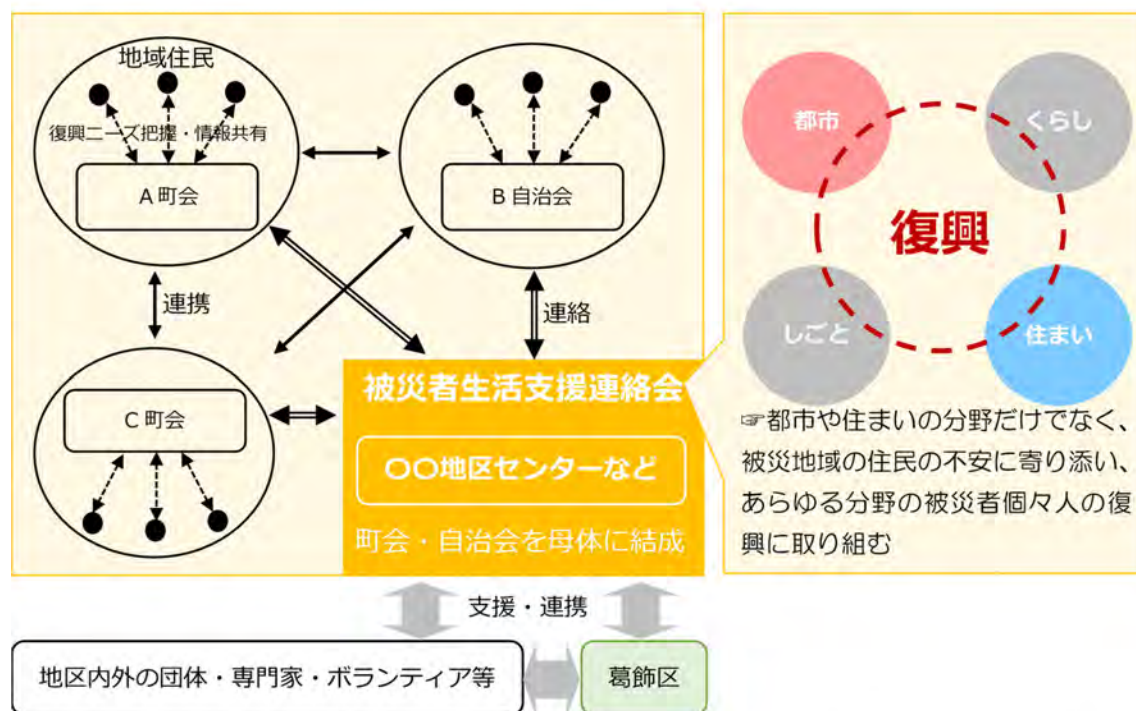 地域住民
復興ニーズ把握・情報共有
A 町会
B 自治会
連携
連絡
C 町会
被災者生活支援連絡会
〇〇地区センターなど
町会・自治会を母体に結成
支援・連携
地区内外の団体・専門家・ボランティア等
葛飾区
都市
くらし
復興
しごと
住まい
☞都市や住まいの分野だけでなく、
被災地域の住民の不安に寄り添い、
あらゆる分野の被災者個々人の復
興に取り組む